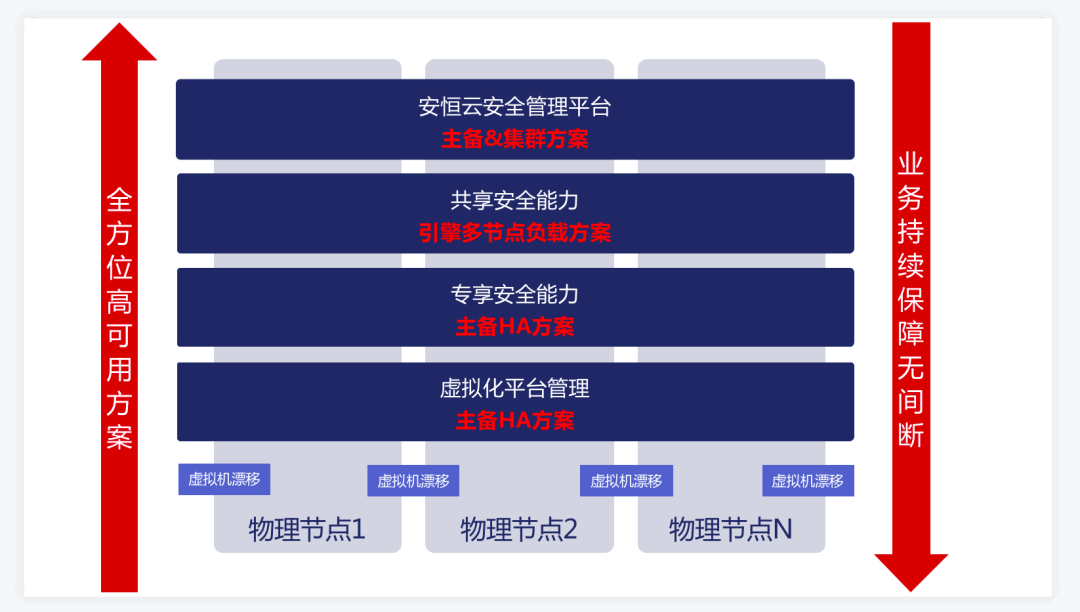 全方位高可用方案
安恒云安全管理平台
主备&集群方案
共享安全能力
引擎多节点负载方案
专享安全能力
主备HA方案
虚拟化平台管理
主备HA方案
虚拟机漂移
虚拟机漂移
虚拟机漂移
虚拟机漂移
物理节点1
物理节点2
物理节点N
业务持续保障无间断